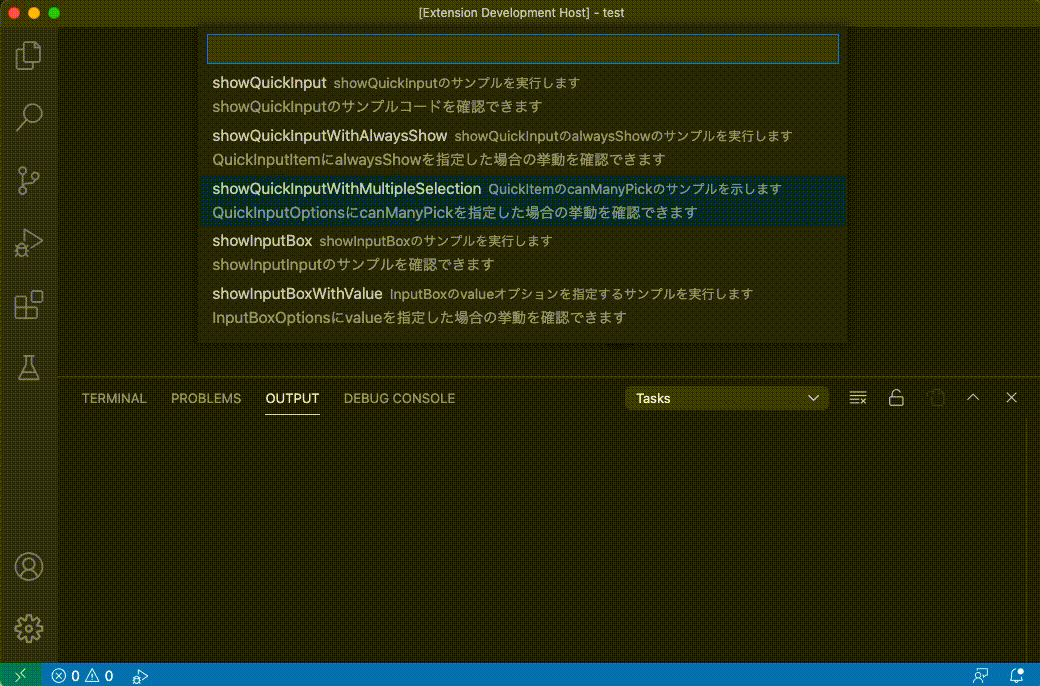 [Extension Development Host] - test
showQuickInput showQuickInputのサンプルを実行します
showQuickInputのサンプルコードを確認できます
showQuickInputWithAlwaysShow showQuickInputのalwaysShowのサンプルを実行します
QuickInputItemにalwaysShowを指定した場合の挙動を確認できます
showQuickInputWithMultipleSelection QuickItemのcanManyPickのサンプルを示します
QuickInputOptionsにcanManyPickを指定した場合の挙動を確認できます
showInputBox showInputBoxのサンプルを実行します
showInputInputのサンプルを確認できます
showInputBoxWithValue InputBoxのvalueオプションを指定するサンプルを実行します
InputBoxOptionsにvalueを指定した場合の挙動を確認できます
TERMINAL PROBLEMS OUTPUT DEBUG CONSOLE Tasks
0 0